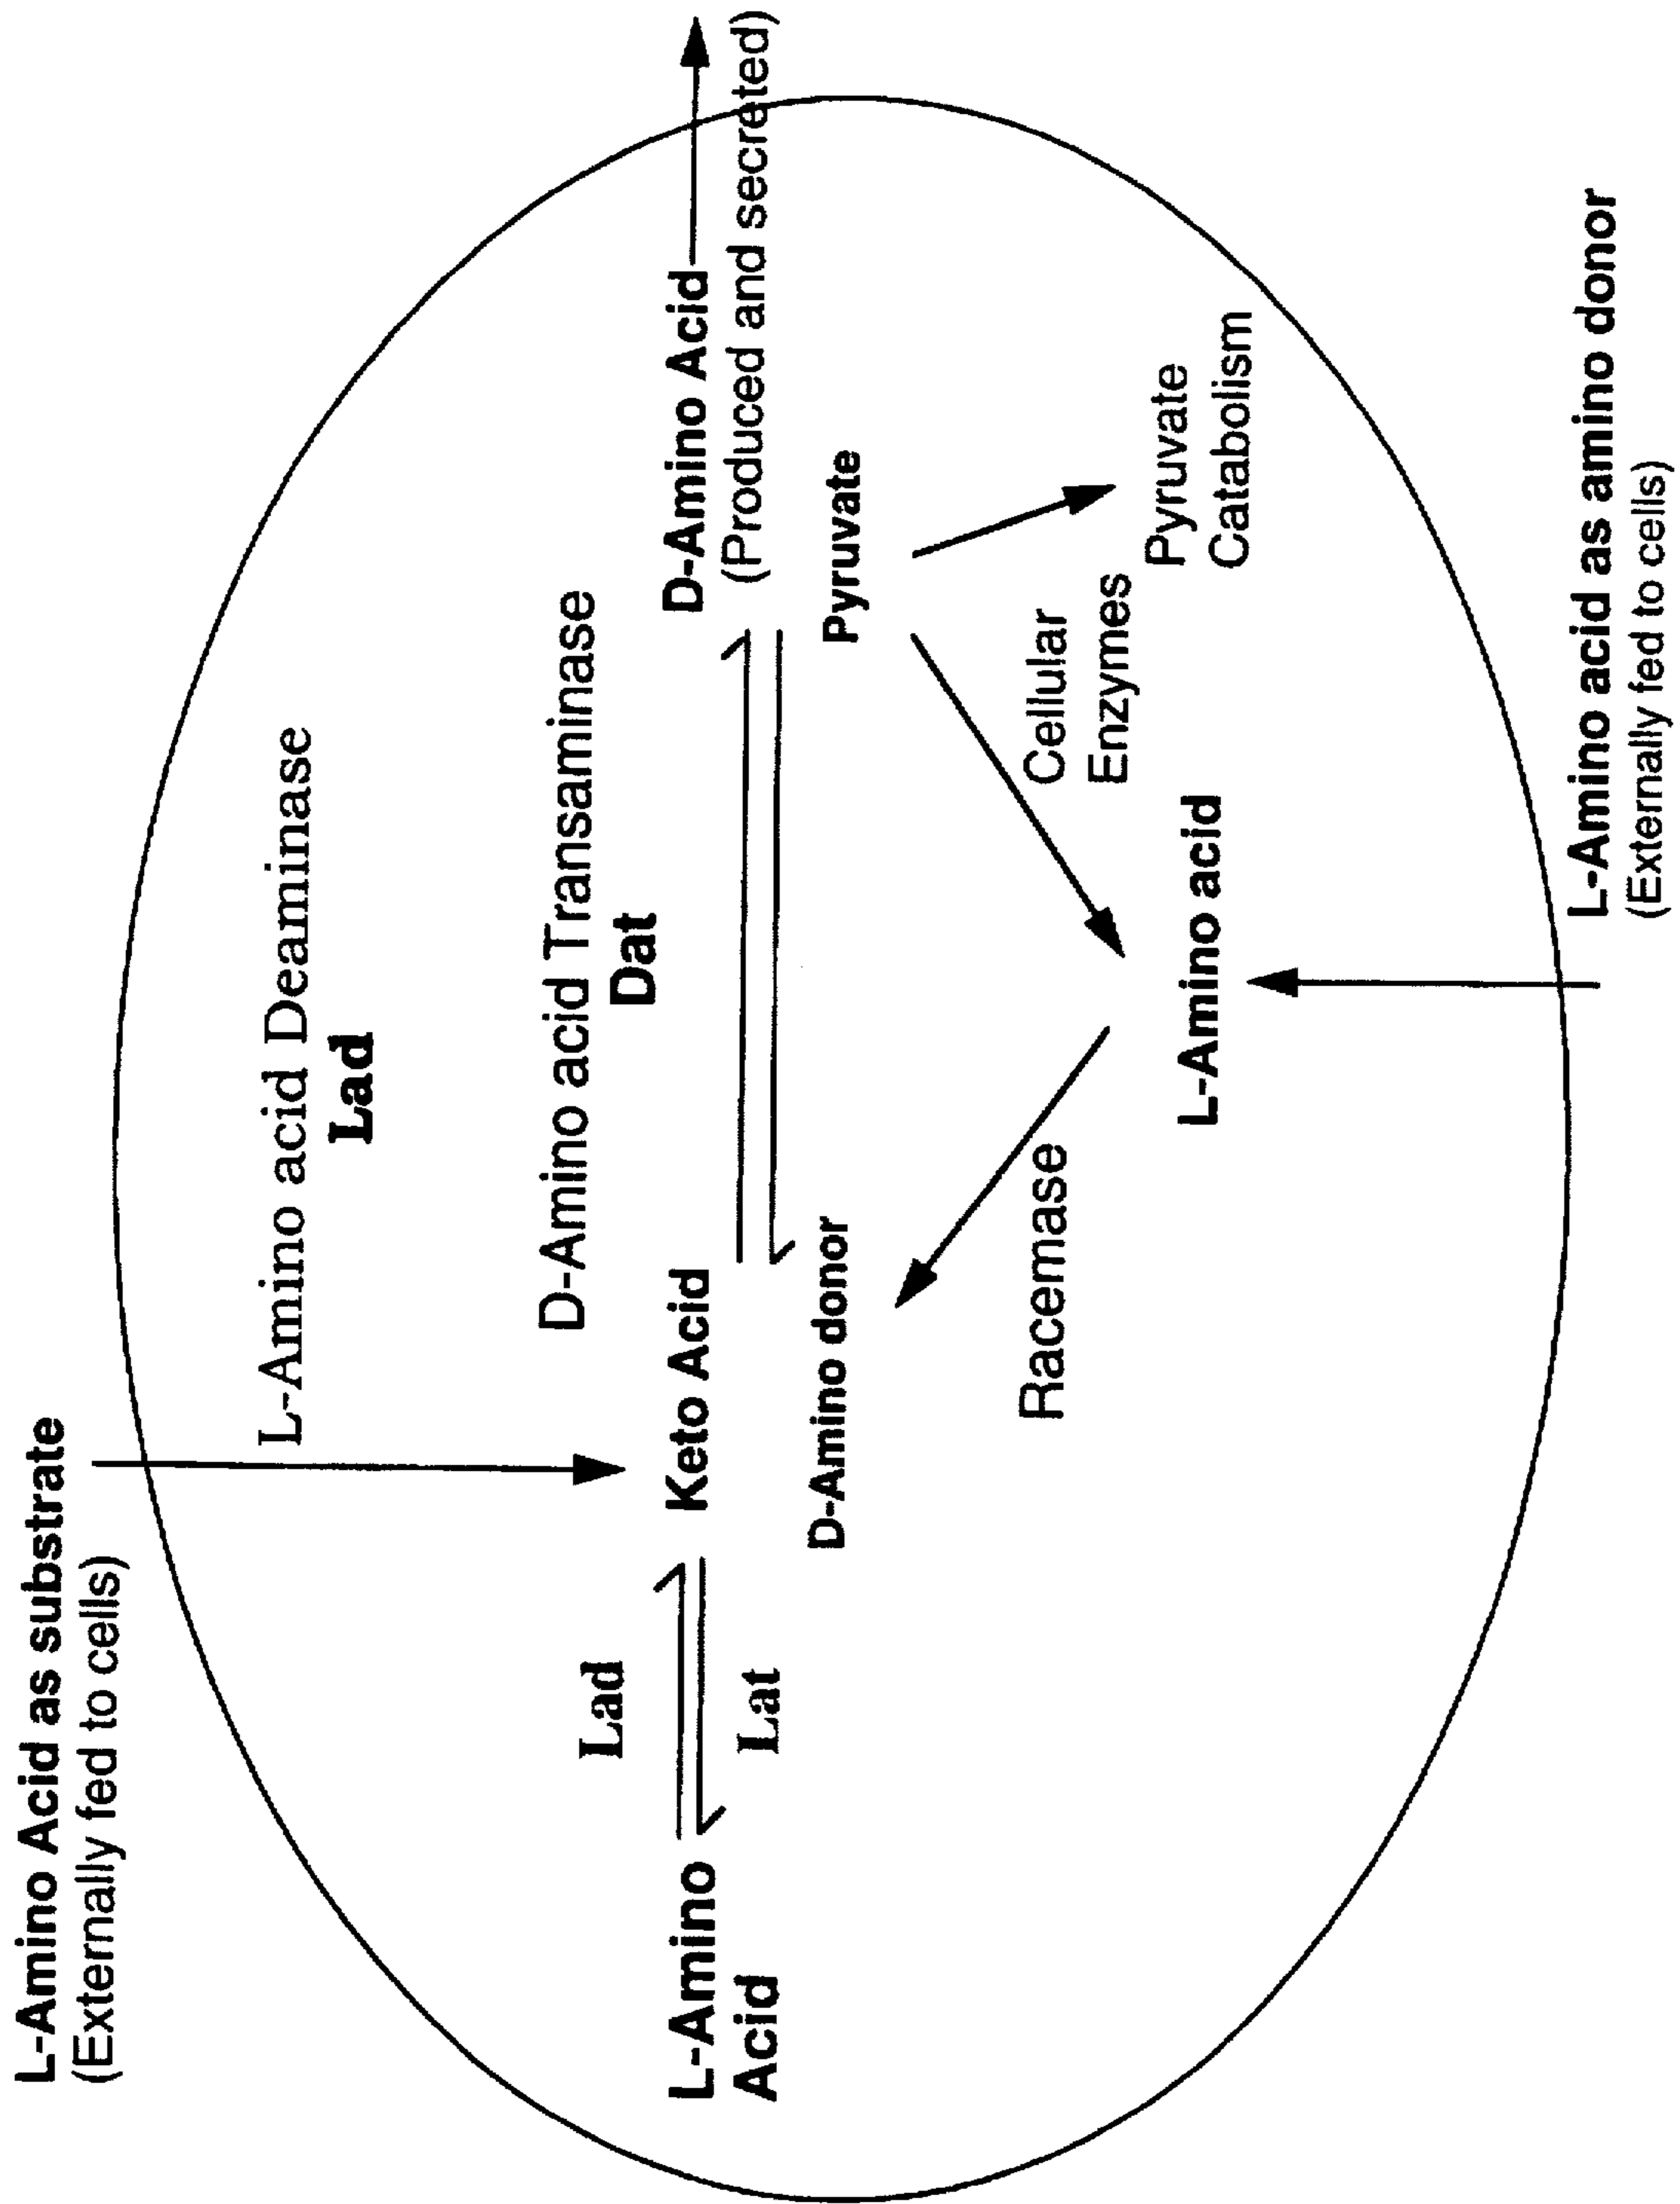 L-Amino Acid as substrate
(Externally fed to cells)
L-Amino acid Deaminase
Lad
D-Amino acid Transaminase
Dat
Lad
L-Amino
Acid
Lat
Keto Acid
D-Amino Acid
(Produced and secreted)
D-Amino donor
Pyruvate
Racemase
Cellular
Enzymes
Pyruvate
Catabolism
L-Amino acid
L-Amino acid as amino donor
(Externally fed to cells)